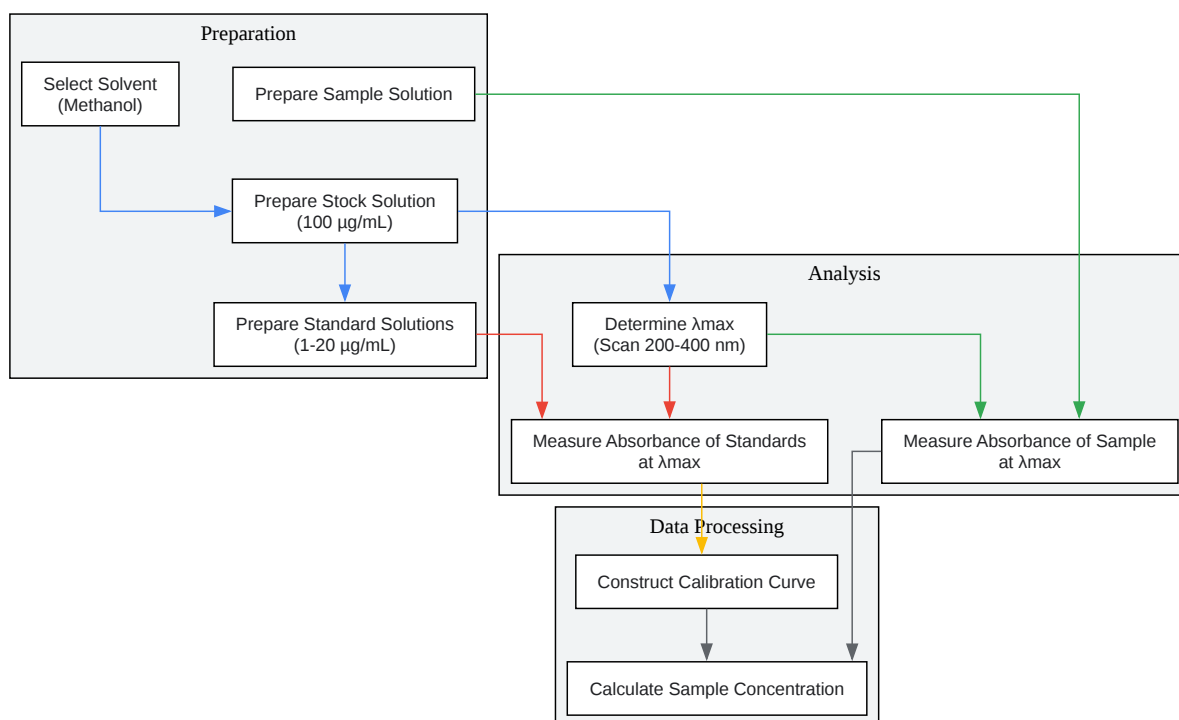 Preparation
Select Solvent
(Methanol)
Prepare Sample Solution
Prepare Stock Solution
(100 µg/mL)
Prepare Standard Solutions
(1-20 µg/mL)
Analysis
Determine λmax
(Scan 200-400 nm)
Measure Absorbance of Standards
at λmax
Measure Absorbance of Sample
at λmax
Data Processing
Construct Calibration Curve
Calculate Sample Concentration